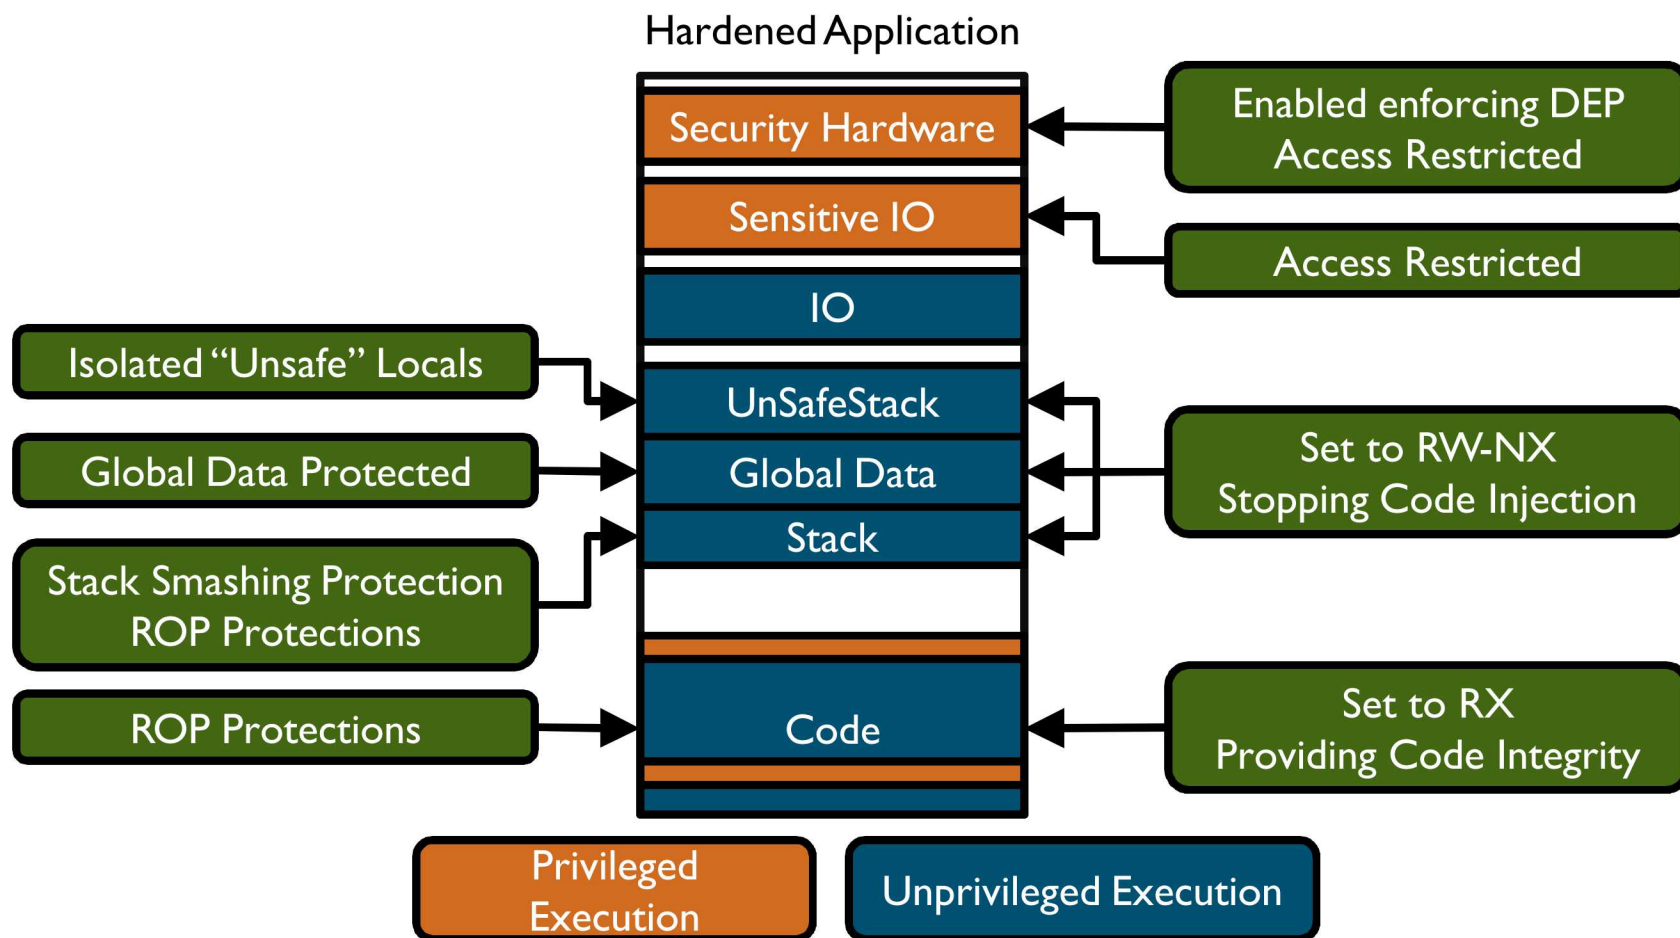 Hardened Application
Security Hardware
Enabled enforcing DEP
Access Restricted
Sensitive IO
Access Restricted
IO
Isolated “Unsafe” Locals
UnSafeStack
Global Data Protected
Global Data
Set to RW-NX
Stopping Code Injection
Stack
Stack Smashing Protection
ROP Protections
ROP Protections
Code
Set to RX
Providing Code Integrity
Privileged
Execution
Unprivileged Execution